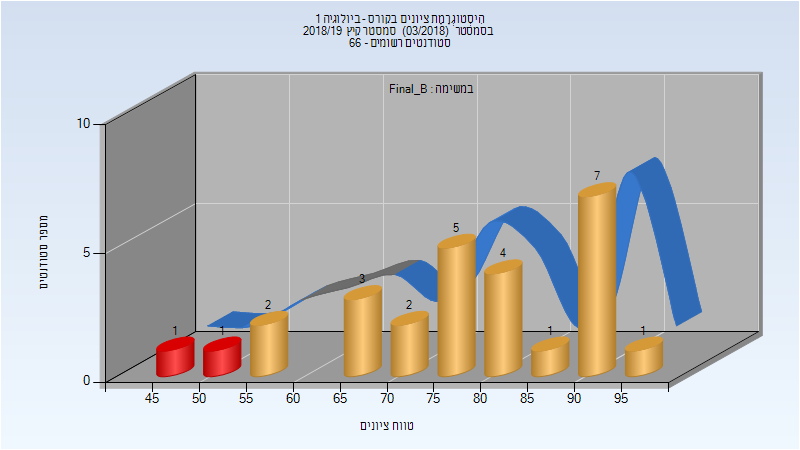 היסטוגרמת ציונים בקורס - ביולוגיה 1
בסמסטר (03/2018) סמסטר קיץ 2018/19
סטודנטים רשומים - 66
במשימה : Final_B
מספר סטודנטים
10
5
0
1
1
2
3
2
5
4
1
7
1
45 50 55 60 65 70 75 80 85 90 95
טווח ציונים